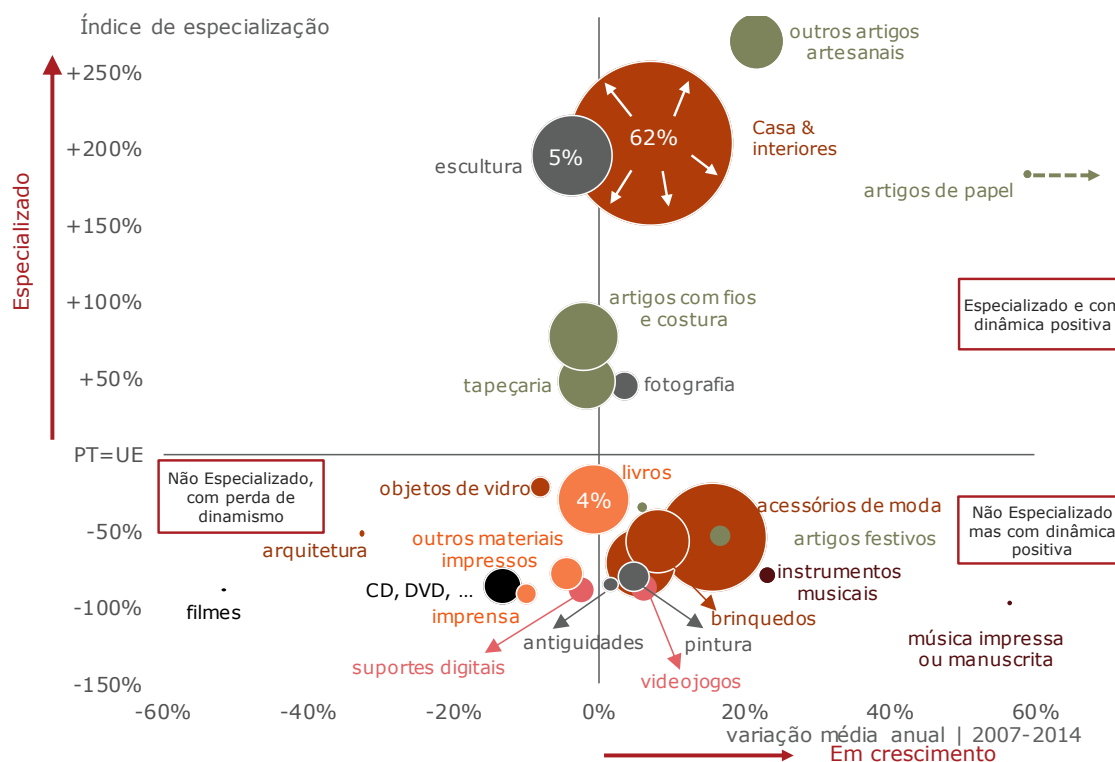 Índice de especialização
outros artigos
artesanais
+250%
Casa &
interiores
62%
+200%
5%
escultura
artigos de papel
+150%
Especializado
+100%
artigos com fios
e costura
Especializado e com
dinâmica positiva
+50%
tapeçaria
fotografia
PT=UE
Não Especializado,
com perda de
dinamismo
livros
objetos de vidro
4%
acessórios de moda
Não Especializado
mas com dinâmica
positiva
-50%
arquitetura
outros materiais
impressos
artigos festivos
instrumentos
musicais
CD, DVD, ...
-100%
filmes
imprensa
brinquedos
antiguidades
pintura
música impressa
ou manuscrita
suportes digitais
videojogos
-150%
-60%
-40%
-20%
0%
20%
40%
60%
variação média anual | 2007-2014
Em crescimento